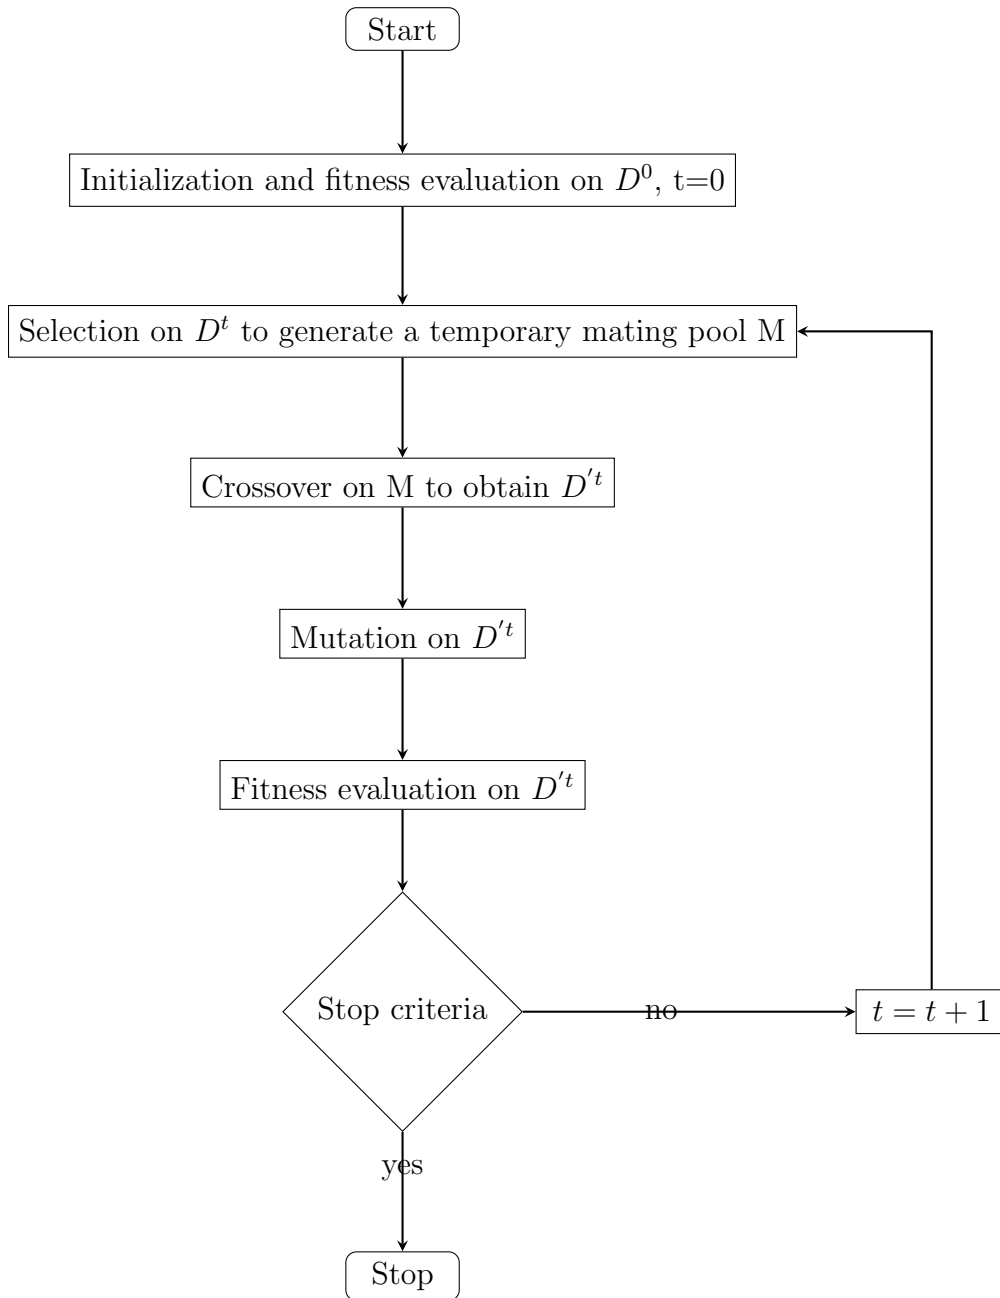 Start
Initialization and fitness evaluation on $D^0$, t=0
Selection on $D^t$ to generate a temporary mating pool M
Crossover on M to obtain $D^{'t}$
Mutation on $D^{'t}$
Fitness evaluation on $D^{'t}$
Stop criteria
no
$t = t + 1$
yes
Stop